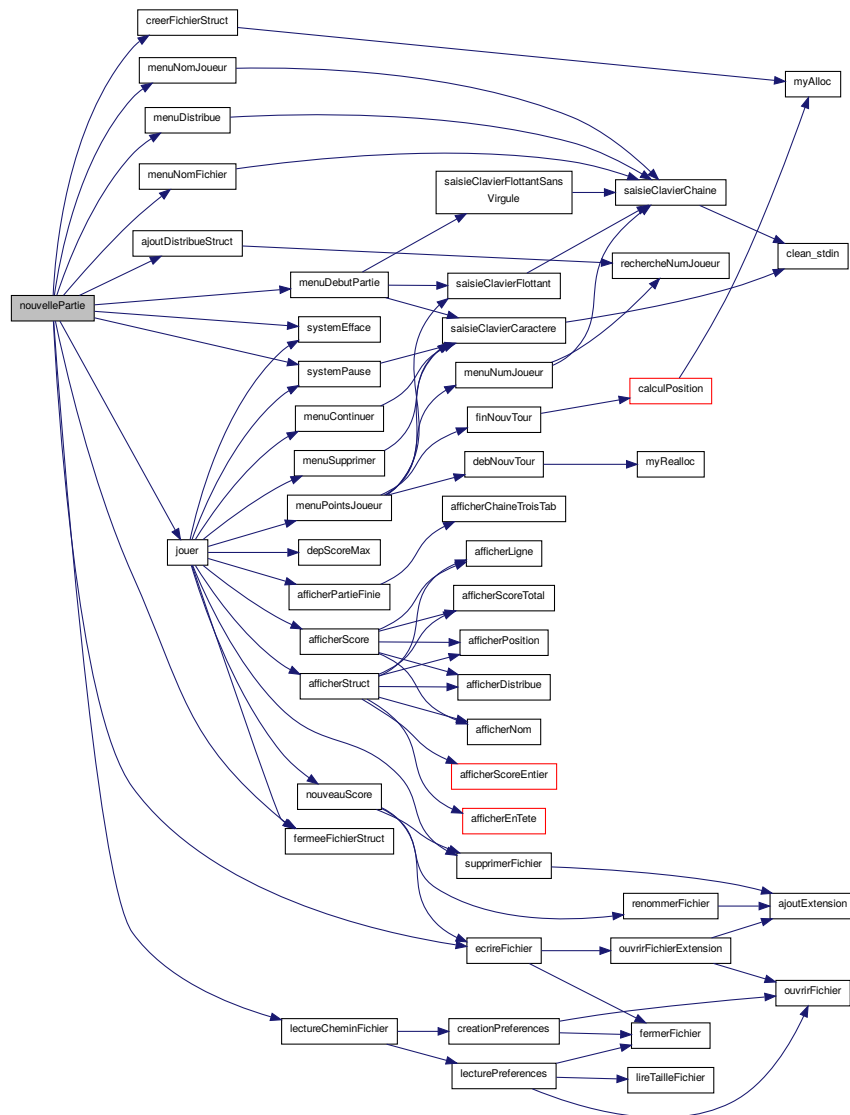 creerFichierStruct
menuNomJoueur
myAlloc
menuDistribue
menuNomFichier
saisieClavierFlottantSans
Virgule
saisieClavierChaine
ajoutDistribueStruct
clean_stdin
rechercheNumJoueur
menuDebutPartie
saisieClavierFlottant
nouvellePartie
systemEfface
saisieClavierCaractere
systemPause
menuNumJoueur
calculPosition
menuContinuer
finNouvTour
menuSupprimer
debNouvTour
myRealloc
menuPointsJoueur
afficherChaineTroisTab
jouer
depScoreMax
afficherLigne
afficherPartieFinie
afficherScoreTotal
afficherScore
afficherPosition
afficherStruct
afficherDistribue
afficherNom
afficherScoreEntier
nouveauScore
afficherEnTete
fermeeFichierStruct
supprimerFichier
renommerFichier
ajoutExtension
ecrireFichier
ouvrirFichierExtension
ouvrirFichier
lectureCheminFichier
creationPreferences
fermerFichier
lecturePreferences
lireTailleFichier